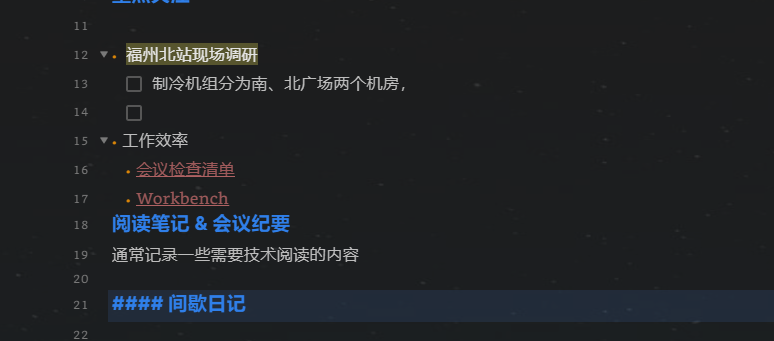 11
12 福州北站现场调研
13 制冷机组分为南、北广场两个机房，
14
15 工作效率
16 会议检查清单
17 Workbench
18 阅读笔记 & 会议纪要
19 通常记录一些需要技术阅读的内容
20
21 #### 间歇日记
22